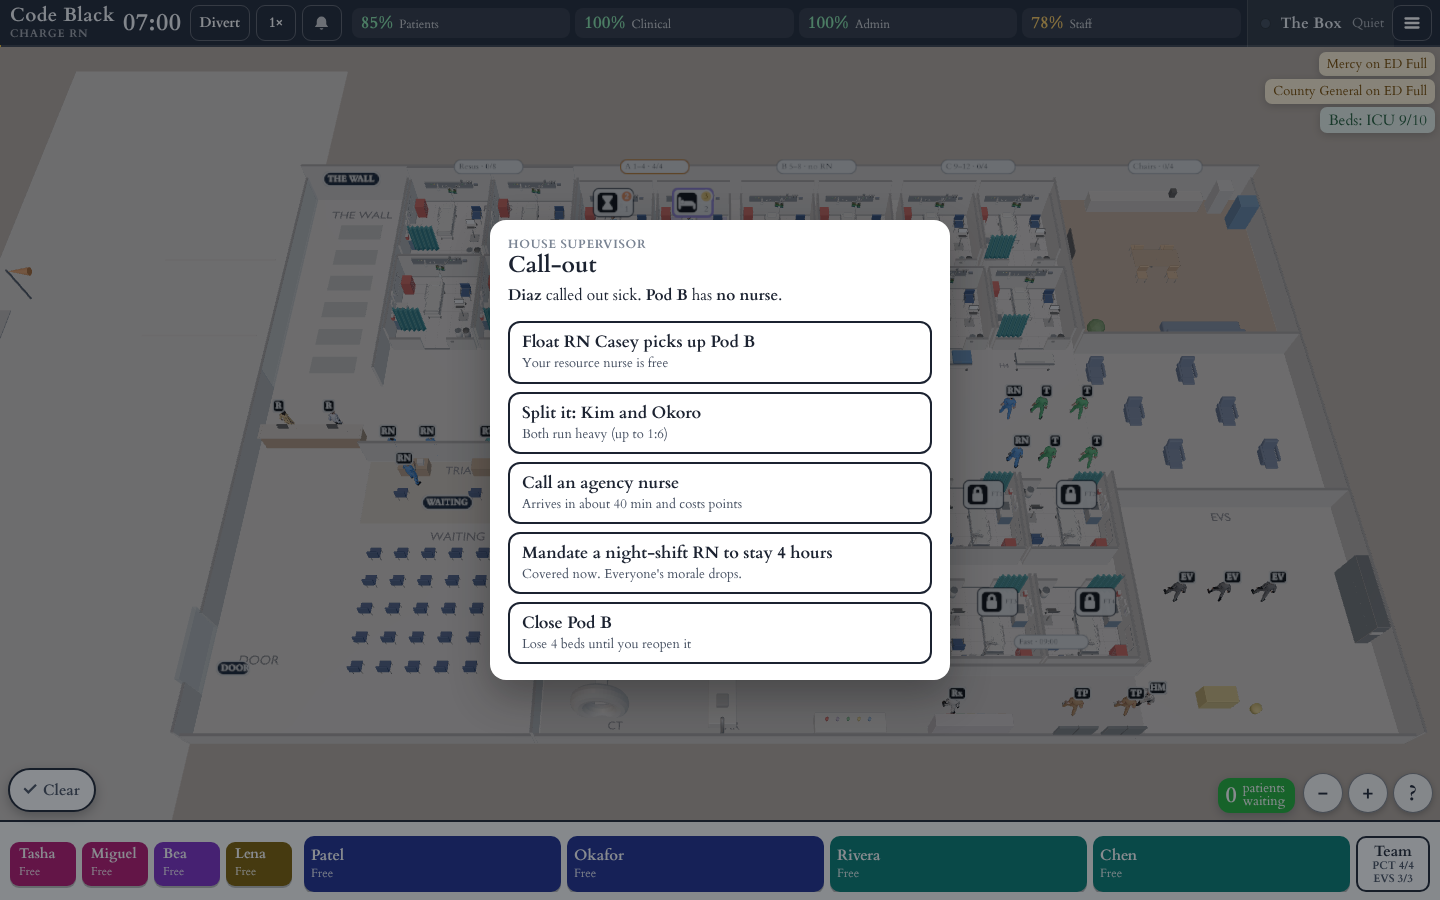 Code Black
CHARGE RN
07:00
Divert
1×
85% Patients
100% Clinical
100% Admin
78% Staff
The Box
Quiet
Mercy on ED Full
County General on ED Full
Beds: ICU 9/10
THE WALL
THE WALL
HOUSE SUPERVISOR
Call-out
Diaz called out sick. Pod B has no nurse.
Float RN Casey picks up Pod B
Your resource nurse is free
Split it: Kim and Okoro
Both run heavy (up to 1:6)
Call an agency nurse
Arrives in about 40 min and costs points
Mandate a night-shift RN to stay 4 hours
Covered now. Everyone's morale drops.
Close Pod B
Lose 4 beds until you reopen it
R
R
RN
RN
RN
RN
T
T
RN
T
T
TRIA
WAITING
WAITING
EVS
EV
EV
EV
DOOR
DOOR
CT
Rx
TP
TP
HM
Clear
0 patients waiting
−
+
?
Tasha
Free
Miguel
Free
Bea
Free
Lena
Free
Patel
Free
Okafor
Free
Rivera
Free
Chen
Free
Team
PCT 4/4
EVS 3/3